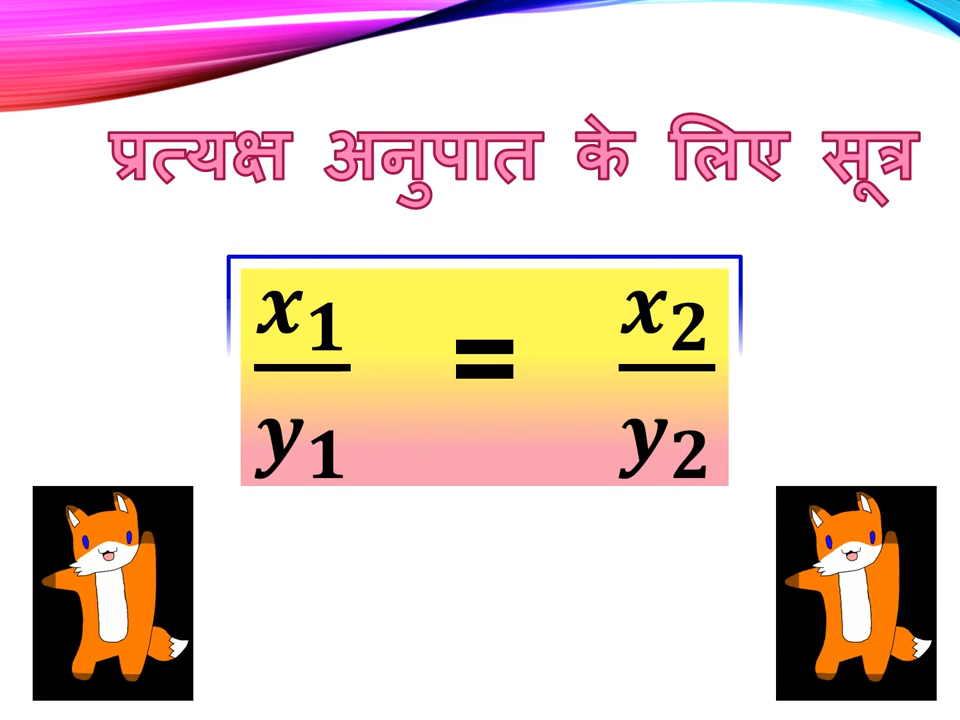 प्रत्यक्ष अनुपात के लिए सूत्र
x₁/y₁ = x₂/y₂